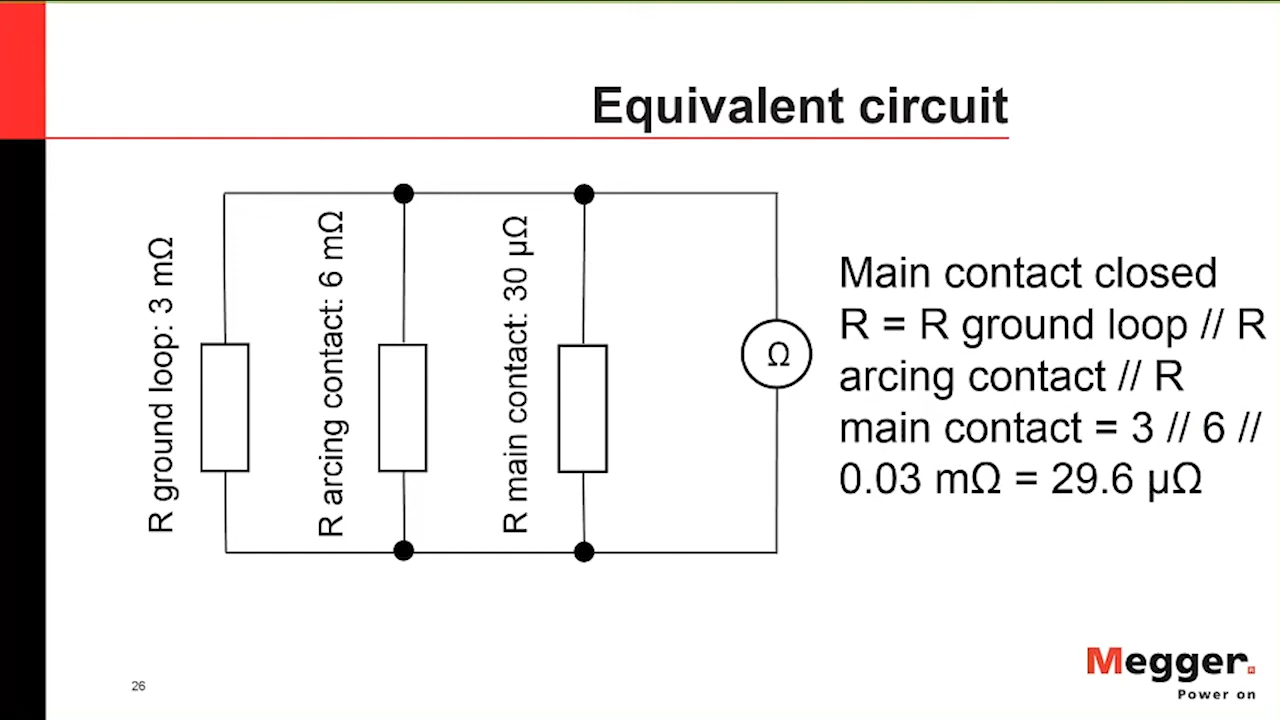 Equivalent circuit
R ground loop: 3 mΩ
R arcing contact: 6 mΩ
R main contact: 30 µΩ
Ω
Main contact closed
R = R ground loop // R
arcing contact // R
main contact = 3 // 6 //
0.03 mΩ = 29.6 µΩ
26
Megger.
Power on